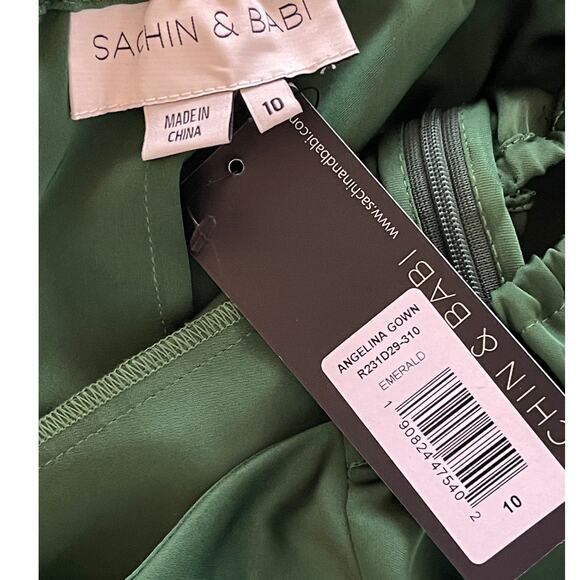 SACHIN & BABI
MADE IN
CHINA
10
www.sachinandbabi.com
CHIN & BABI
ANGELINA GOWN
R231D29-310
EMERALD
1 90824 47540 2
10